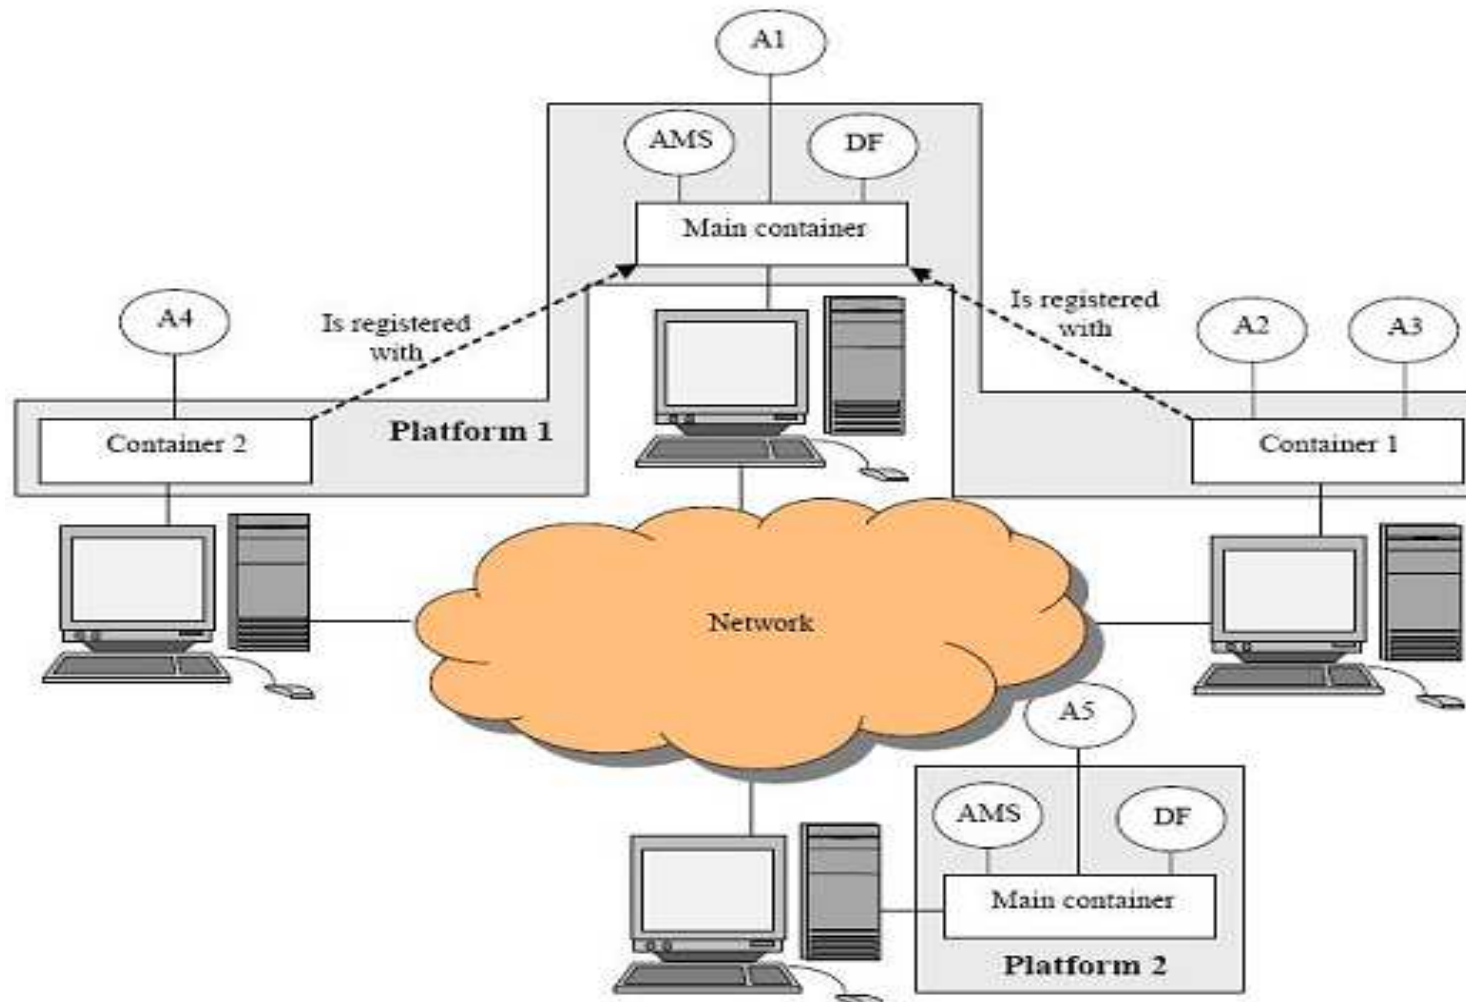 A1
AMS
DF
Main container
A4
Is registered
with
Is registered
with
A2
A3
Container 2
Platform 1
Container 1
Network
A5
AMS
DF
Main container
Platform 2